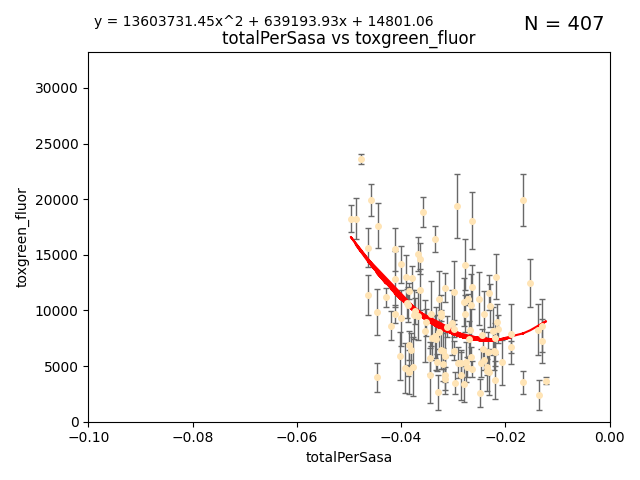 y = 13603731.45x^2 + 639193.93x + 14801.06
N = 407
totalPerSasa vs toxgreen_fluor
30000
25000
20000
15000
10000
5000
0
toxgreen_fluor
−0.10
−0.08
−0.06
−0.04
−0.02
0.00
totalPerSasa